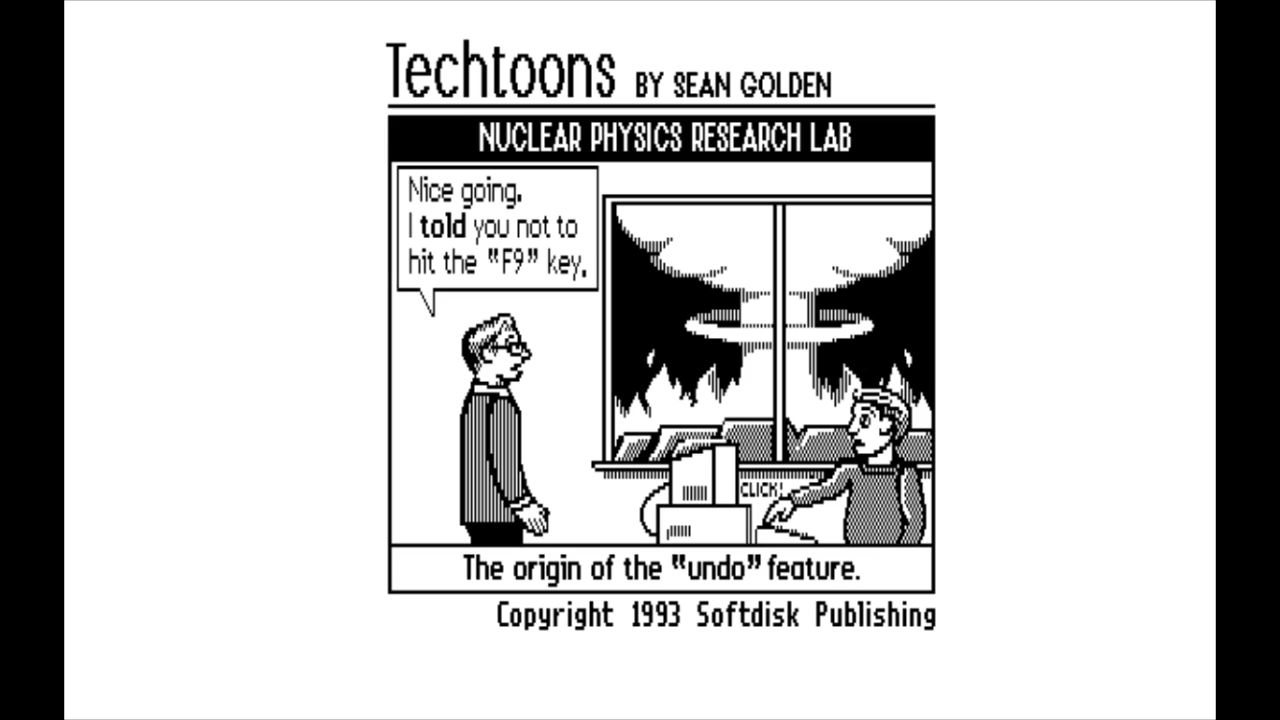 Techtoons BY SEAN GOLDEN
NUCLEAR PHYSICS RESEARCH LAB
Nice going.
I told you not to
hit the "F9" key.
CLICK!
The origin of the "undo" feature.
Copyright 1993 Softdisk Publishing